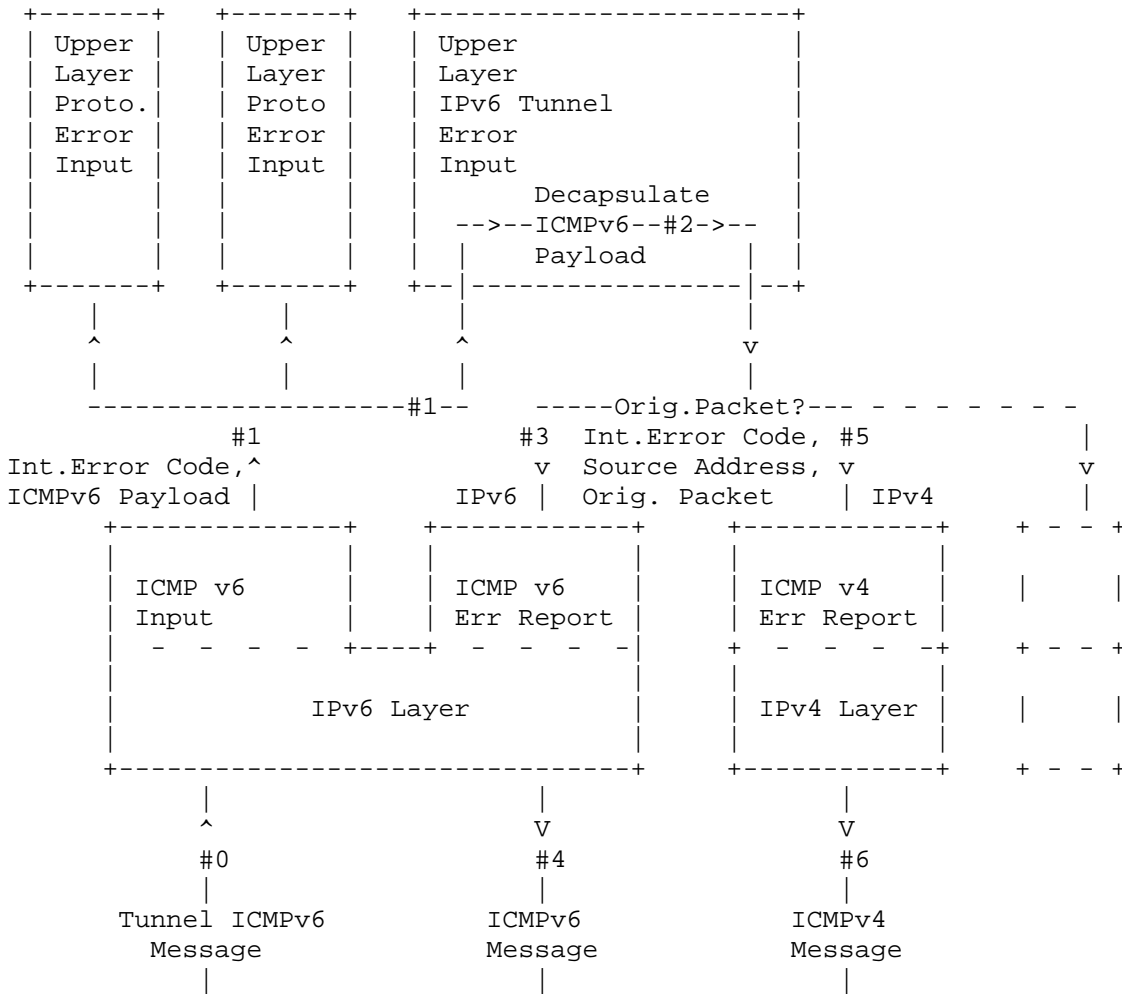 Upper Upper Upper
Layer Layer Layer
Proto. Proto IPv6 Tunnel
Error Error Error
Input Input Input
Decapsulate
-->--ICMPv6--#2->--
Payload
--------------------#1-- -----Orig.Packet?--- - - - - - -
#1 #3 Int.Error Code, #5
Int.Error Code,^ v Source Address, v v
ICMPv6 Payload | IPv6 | Orig. Packet | IPv4
ICMP v6 ICMP v6 ICMP v4
Input Err Report Err Report
IPv6 Layer IPv4 Layer
#0 #4 #6
Tunnel ICMPv6 ICMPv6 ICMPv4
Message Message Message